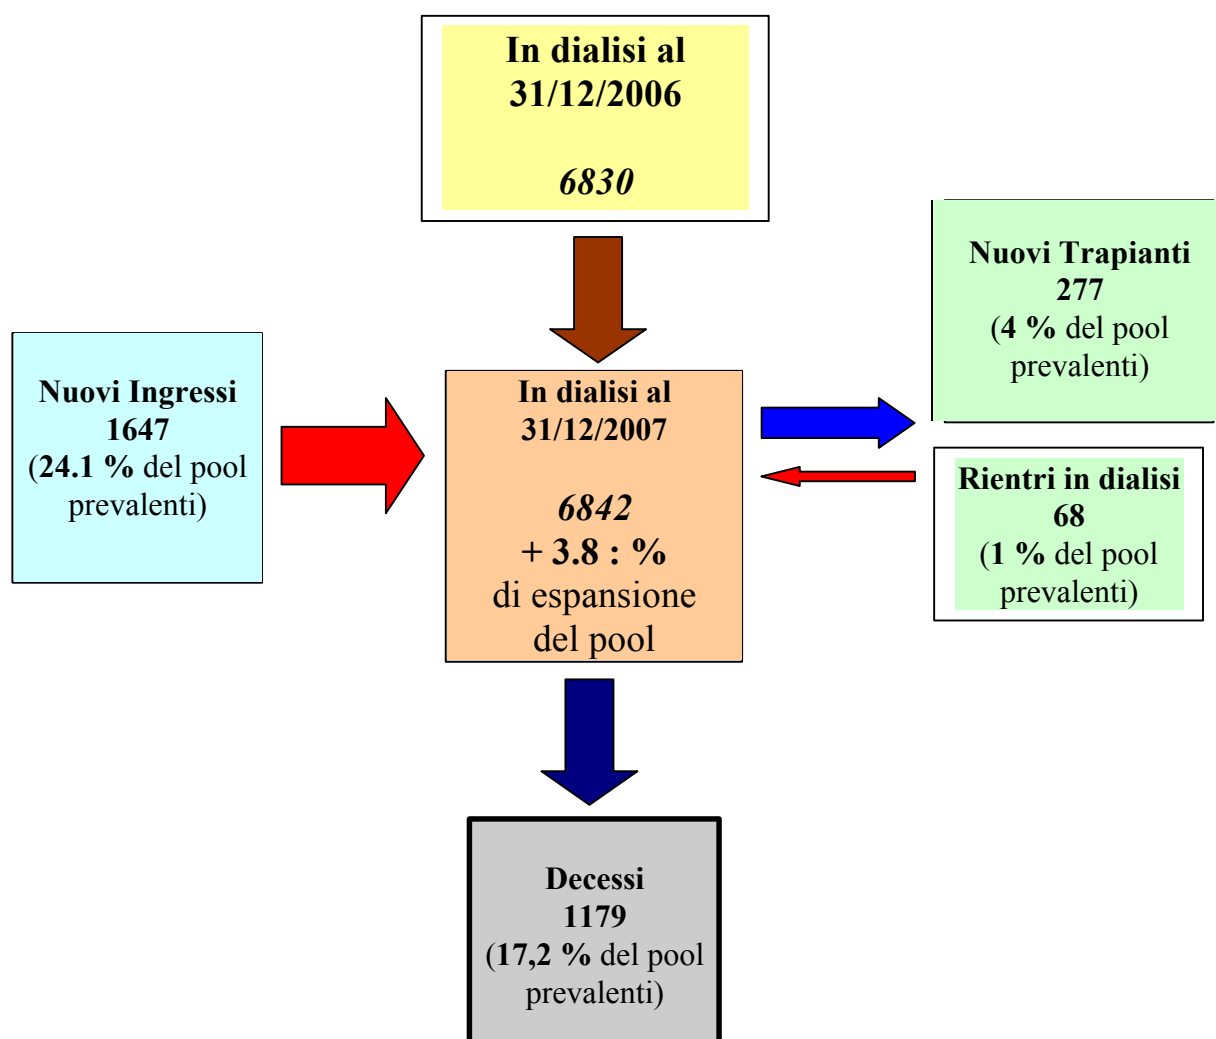 In dialisi al
31/12/2006
6830
Nuovi Trapianti
277
(4 % del pool
prevalenti)
Nuovi Ingressi
1647
(24.1 % del pool
prevalenti)
In dialisi al
31/12/2007
6842
+ 3.8 : %
di espansione
del pool
Rientri in dialisi
68
(1 % del pool
prevalenti)
Decessi
1179
(17,2 % del pool
prevalenti)